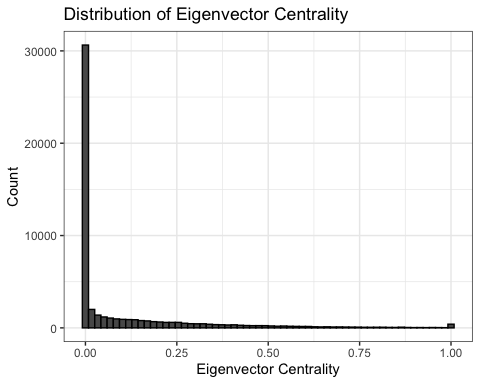 Distribution of Eigenvector Centrality
30000
20000
10000
0
Count
0.00 0.25 0.50 0.75 1.00
Eigenvector Centrality